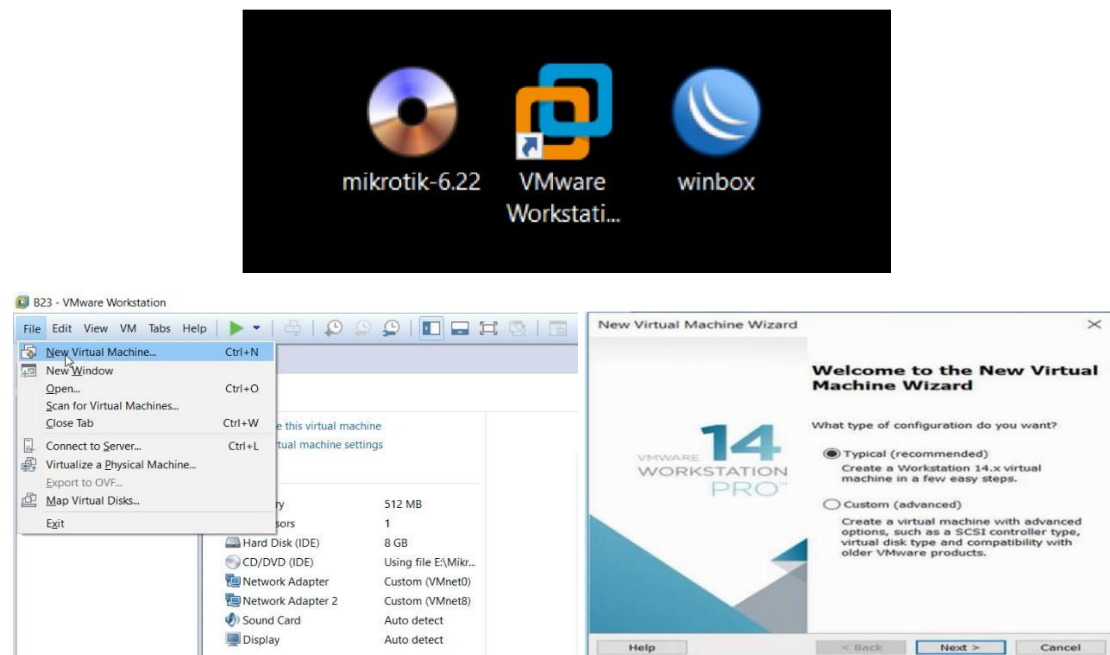 mikrotik-6.22
VMware
Workstati...
winbox
B23 - VMware Workstation
File Edit View VM Tabs Help
New Virtual Machine... Ctrl+N
New Window
Open... Ctrl+O
Scan for Virtual Machines...
Close Tab Ctrl+W
Connect to Server... Ctrl+L
Virtualize a Physical Machine...
Export to OVF...
Map Virtual Disks...
Exit
e this virtual machine
tual machine settings
ry 512 MB
sors 1
Hard Disk (IDE) 8 GB
CD/DVD (IDE) Using file E:\Mikr...
Network Adapter Custom (VMnet0)
Network Adapter 2 Custom (VMnet8)
Sound Card Auto detect
Display Auto detect
New Virtual Machine Wizard
14
VMWARE
WORKSTATION
PRO™
Welcome to the New Virtual
Machine Wizard
What type of configuration do you want?
Typical (recommended)
Create a Workstation 14.x virtual
machine in a few easy steps.
Custom (advanced)
Create a virtual machine with advanced
options, such as a SCSI controller type,
virtual disk type and compatibility with
older VMware products.
Help < Back Next > Cancel